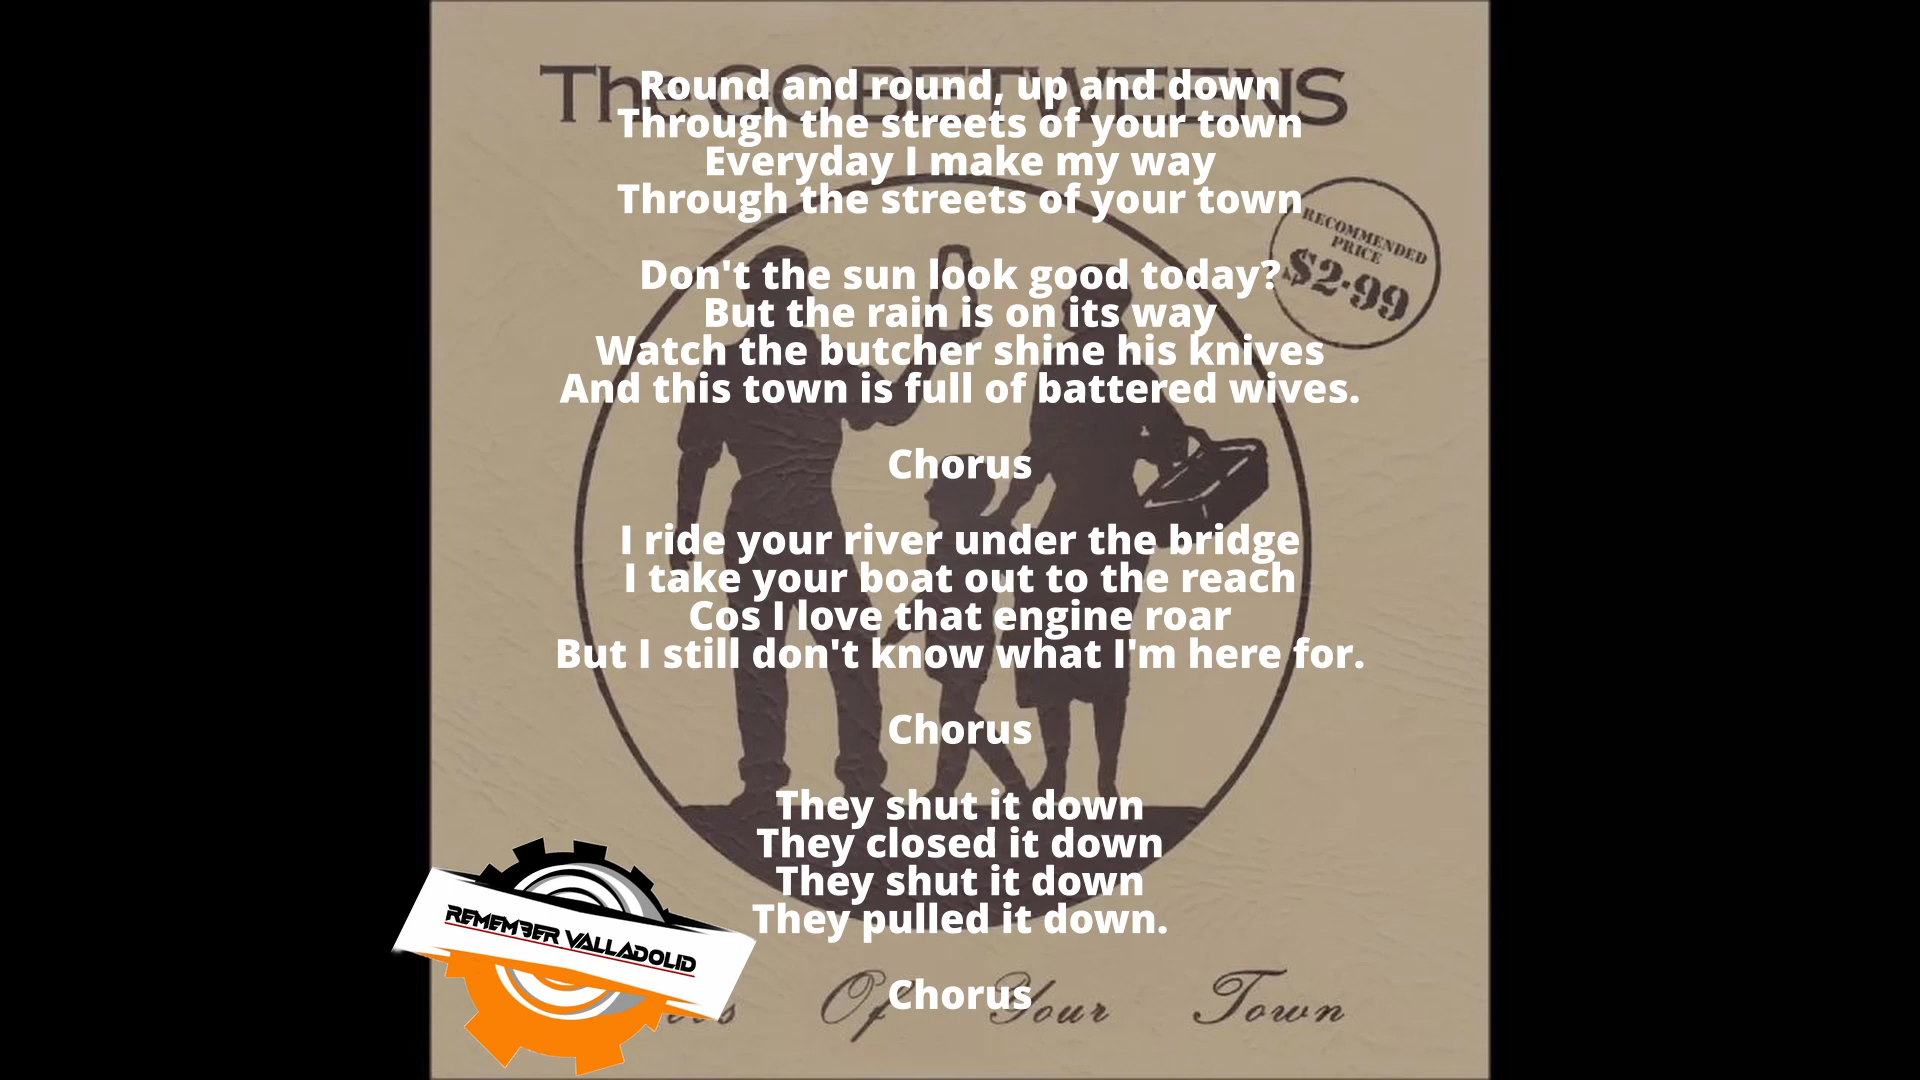 The GO BETWEENS
Round and round, up and down
Through the streets of your town
Everyday I make my way
Through the streets of your town
RECOMMENDED
PRICE
$2.99
Don't the sun look good today?
But the rain is on its way
Watch the butcher shine his knives
And this town is full of battered wives.
Chorus
I ride your river under the bridge
I take your boat out to the reach
Cos I love that engine roar
But I still don't know what I'm here for.
Chorus
They shut it down
They closed it down
They shut it down
They pulled it down.
REMEMBER VALLADOLID
Chorus
Of Your Town